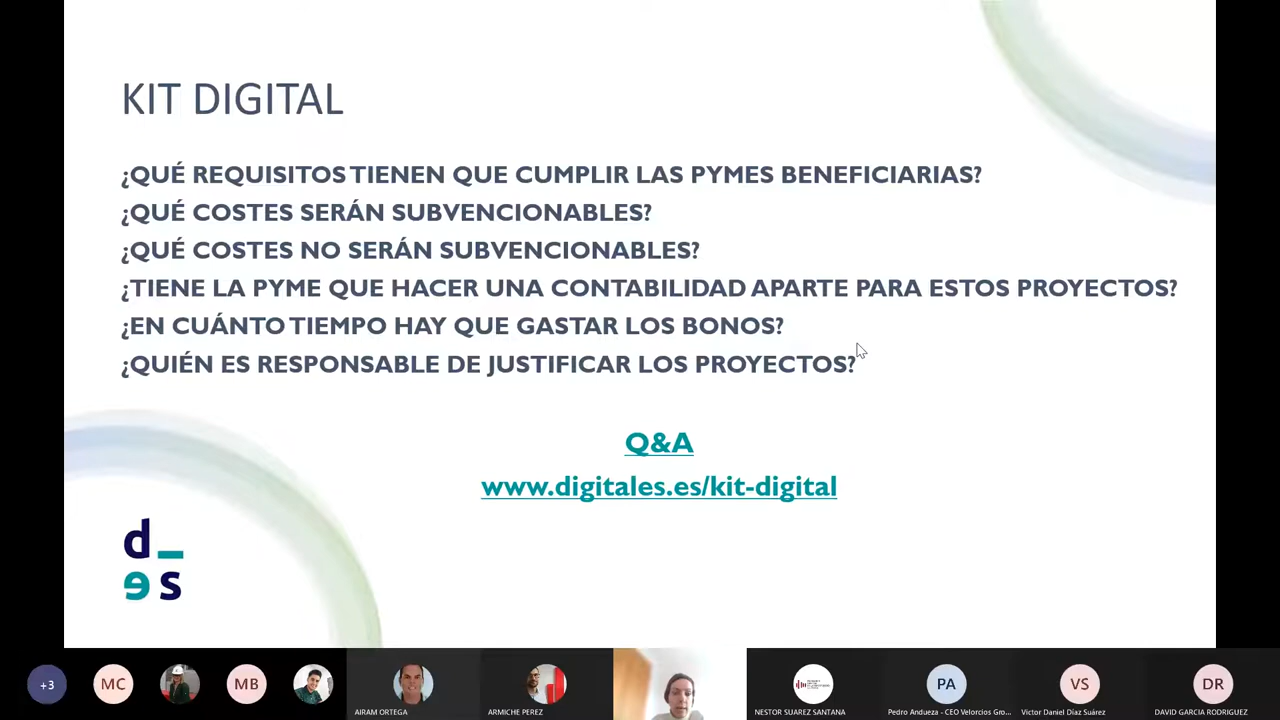 KIT DIGITAL
¿QUÉ REQUISITOS TIENEN QUE CUMPLIR LAS PYMES BENEFICIARIAS?
¿QUÉ COSTES SERÁN SUBVENCIONABLES?
¿QUÉ COSTES NO SERÁN SUBVENCIONABLES?
¿TIENE LA PYME QUE HACER UNA CONTABILIDAD APARTE PARA ESTOS PROYECTOS?
¿EN CUÁNTO TIEMPO HAY QUE GASTAR LOS BONOS?
¿QUIÉN ES RESPONSABLE DE JUSTIFICAR LOS PROYECTOS?
Q&A
www.digitales.es/kit-digital
d_
es
+3
MC
MB
AIRAM ORTEGA
ARMICHE PEREZ
NESTOR SUAREZ SANTANA
PA
Pedro Andueza - CEO Velorcios Gro...
VS
Victor Daniel Díaz Suárez
DR
DAVID GARCIA RODRIGUEZ